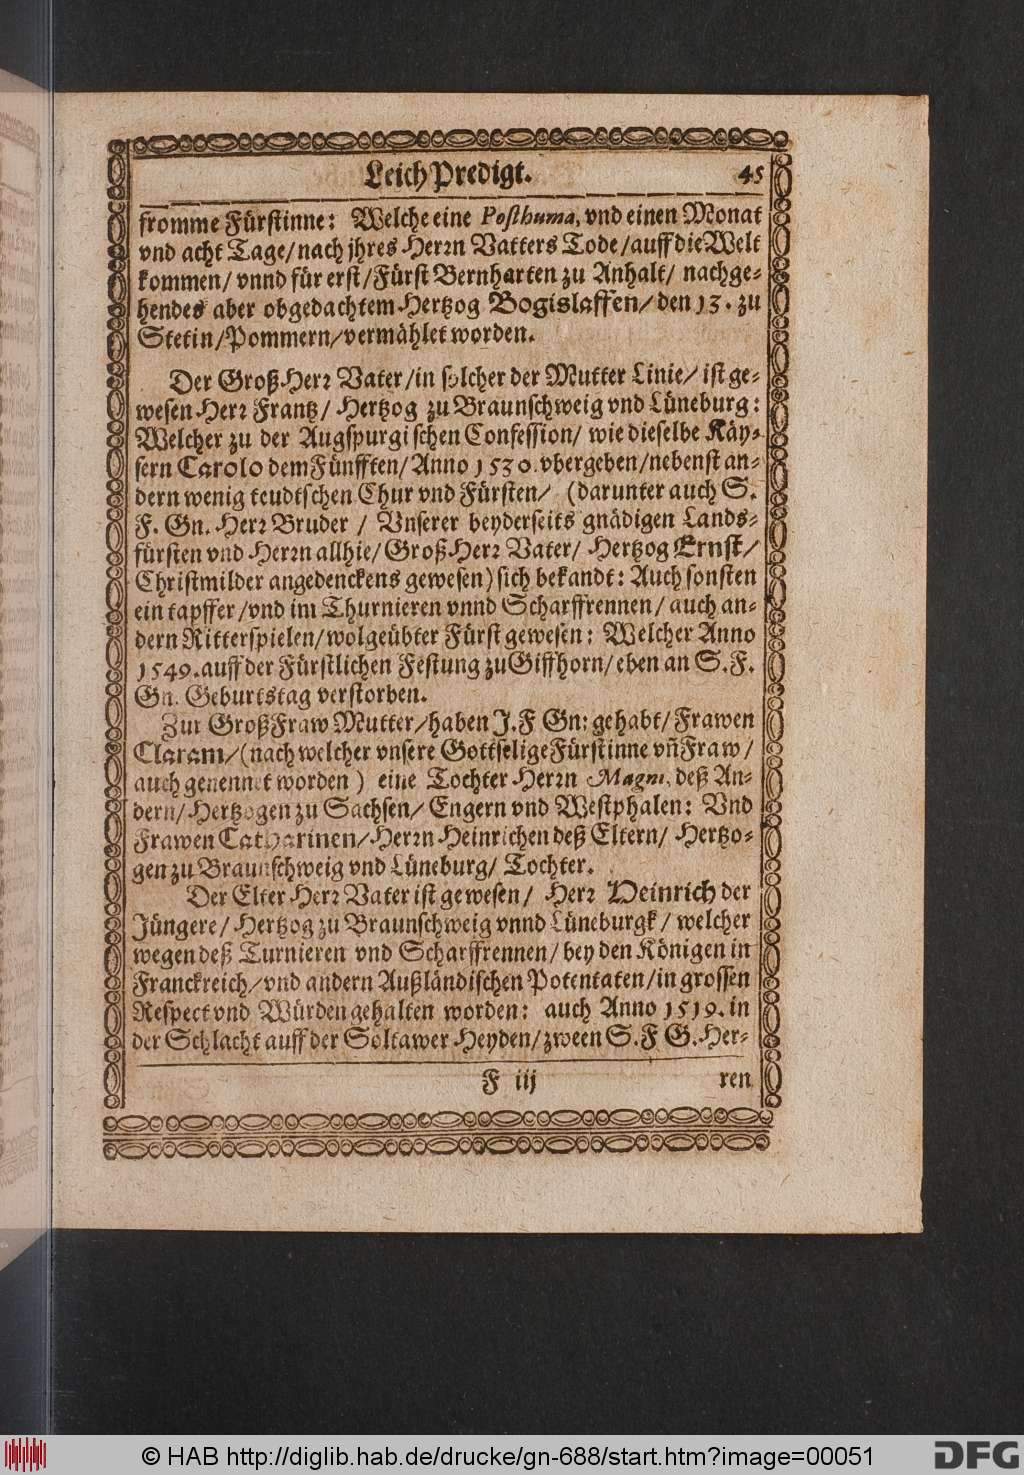 LeichPredigt. 45
fromme Fürstinne: Welche eine Posthuma, vnd einen Monat
vnd acht Tage/ nach jhres Herrn Vatters Tode/ auff die Welt
kommen/ vnnd für erst/ Fürst Bernharten zu Anhalt/ nachge-
hendes aber obgedachtem Hertzog Bogislaffen/ den 13. zu
Stetin/ Pommern/ vermählet worden.
Der GroßHerr Vater/ in solcher der Mutter Linie/ ist ge-
wesen Herr Frantz/ Hertzog zu Braunschweig vnd Lüneburg:
Welcher zu der Augspurgischen Confession/ wie dieselbe Käy-
sern Carolo dem Fünfften/ Anno 1530. vbergeben/ nebenst an-
dern wenig teudtschen Chur vnd Fürsten/ (darunter auch S.
F. Gn. Herr Bruder / Vnserer beyderseits gnädigen Lands-
fürsten vnd Herrn allhie/ GroßHerr Vater/ Hertzog Ernst/
Christmilder angedenckens gewesen) sich bekandt: Auch sonsten
ein tapffer/ vnd im Thurnieren vnnd Scharffrennen/ auch an-
dern Ritterspielen/ wolgeübter Fürst gewesen: Welcher Anno
1549. auff der Fürstlichen Festung zu Giffhorn/ eben an S. F.
Gn. Geburtstag verstorben.
Zur GroßFraw Mutter/ haben J. F Gn: gehabt/ Frawen
Claram/ (nach welcher vnsere Gottselige Fürstinne vñ Fraw/
auch genennet worden) eine Tochter Herrn Magni, deß An-
dern/ Hertzogen zu Sachsen/ Engern vnd Westphalen: Vnd
Frawen Catharinen/ Herrn Heinrichen deß Eltern/ Hertzo-
gen zu Braunschweig vnd Lüneburg/ Tochter.
Der Elter Herr Vater ist gewesen/ Herr Heinrich der
Jüngere/ Hertzog zu Braunschweig vnnd Lüneburgk/ welcher
wegen deß Turnieren vnd Scharffrennen/ bey den Königen in
Franckreich/ vnd andern Außländischen Potentaten/ in grossen
Respect vnd Würden gehalten worden: auch Anno 1519. in
der Schlacht auff der Soltawer Heyden/ zween S. F G. Her-
F iij ren
© HAB http://diglib.hab.de/drucke/gn-688/start.htm?image=00051
DFG